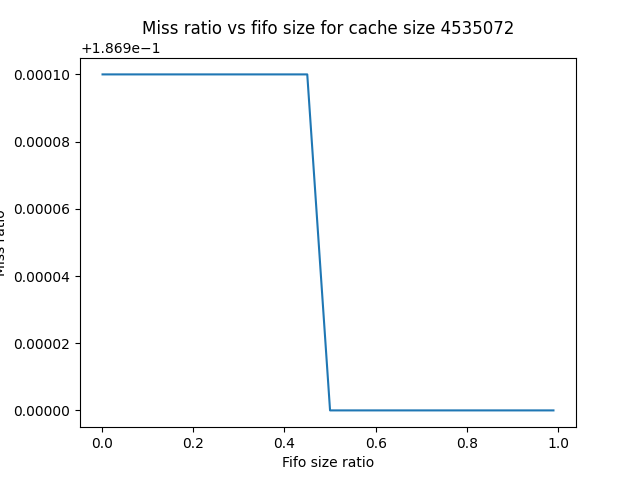 Miss ratio vs fifo size for cache size 4535072
+1.869e−1
0.00010
0.00008
0.00006
0.00004
0.00002
0.00000
Miss ratio
0.0 0.2 0.4 0.6 0.8 1.0
Fifo size ratio